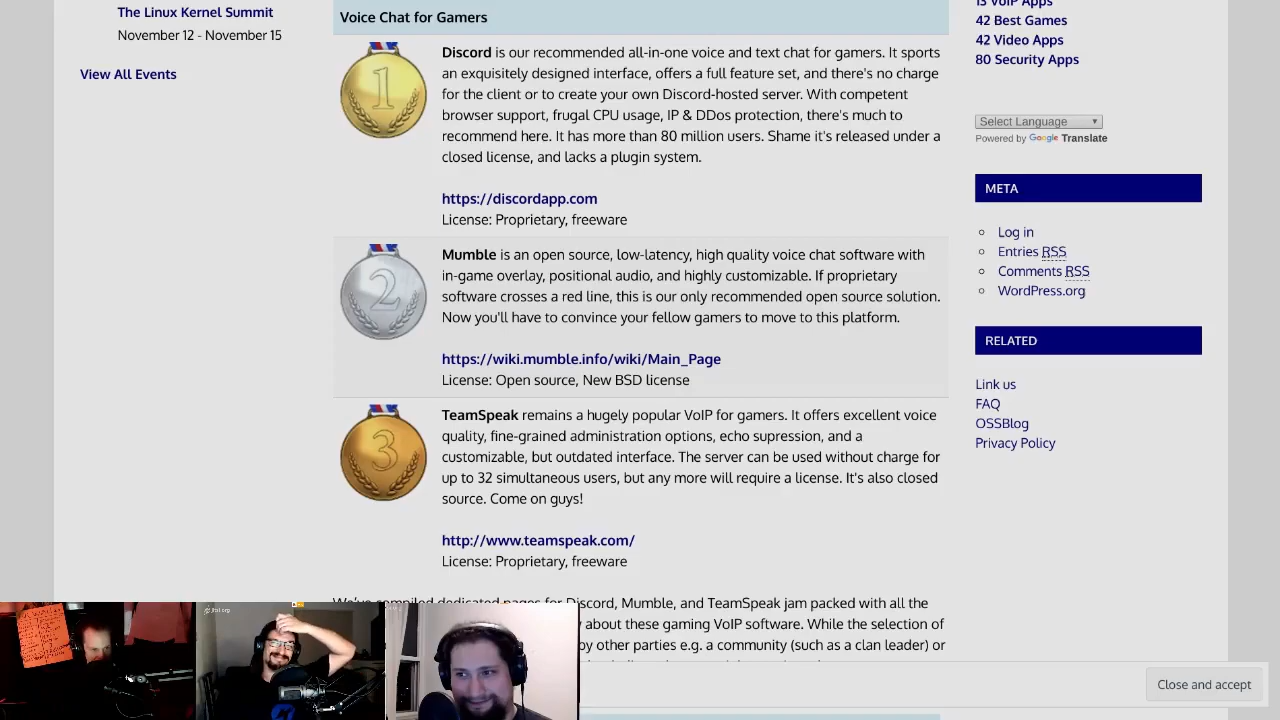 The Linux Kernel Summit
November 12 - November 15
View All Events
Voice Chat for Gamers
Discord is our recommended all-in-one voice and text chat for gamers. It sports
an exquisitely designed interface, offers a full feature set, and there's no charge
for the client or to create your own Discord-hosted server. With competent
browser support, frugal CPU usage, IP & DDos protection, there's much to
recommend here. It has more than 80 million users. Shame it's released under a
closed license, and lacks a plugin system.
https://discordapp.com
License: Proprietary, freeware
Mumble is an open source, low-latency, high quality voice chat software with
in-game overlay, positional audio, and highly customizable. If proprietary
software crosses a red line, this is our only recommended open source solution.
Now you'll have to convince your fellow gamers to move to this platform.
https://wiki.mumble.info/wiki/Main_Page
License: Open source, New BSD license
TeamSpeak remains a hugely popular VoIP for gamers. It offers excellent voice
quality, fine-grained administration options, echo supression, and a
customizable, but outdated interface. The server can be used without charge for
up to 32 simultaneous users, but any more will require a license. It's also closed
source. Come on guys!
http://www.teamspeak.com/
License: Proprietary, freeware
Discord, Mumble, and TeamSpeak jam packed with all the
about these gaming VoIP software. While the selection of
by other parties e.g. a community (such as a clan leader) or
1
2
3
13 VoIP Apps
42 Best Games
42 Video Apps
80 Security Apps
Select Language
Powered by Google Translate
META
Log in
Entries RSS
Comments RSS
WordPress.org
RELATED
Link us
FAQ
OSSBlog
Privacy Policy
Close and accept